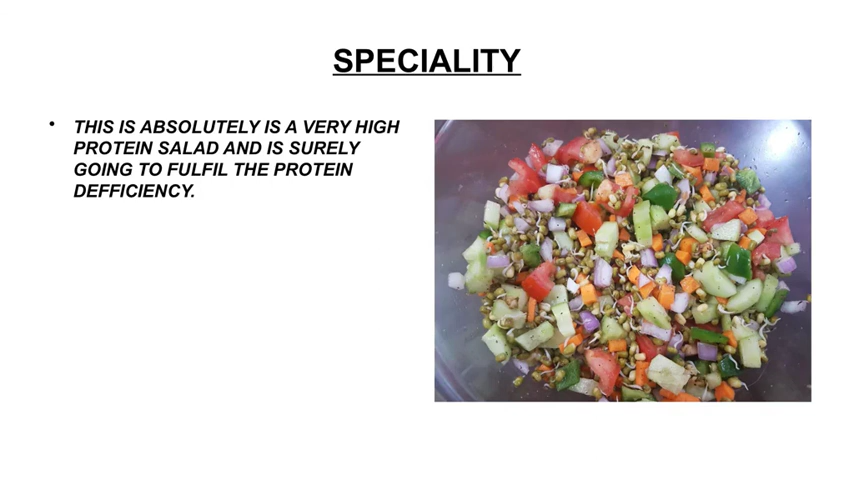 SPECIALITY
• THIS IS ABSOLUTELY IS A VERY HIGH
PROTEIN SALAD AND IS SURELY
GOING TO FULFIL THE PROTEIN
DEFFICIENCY.